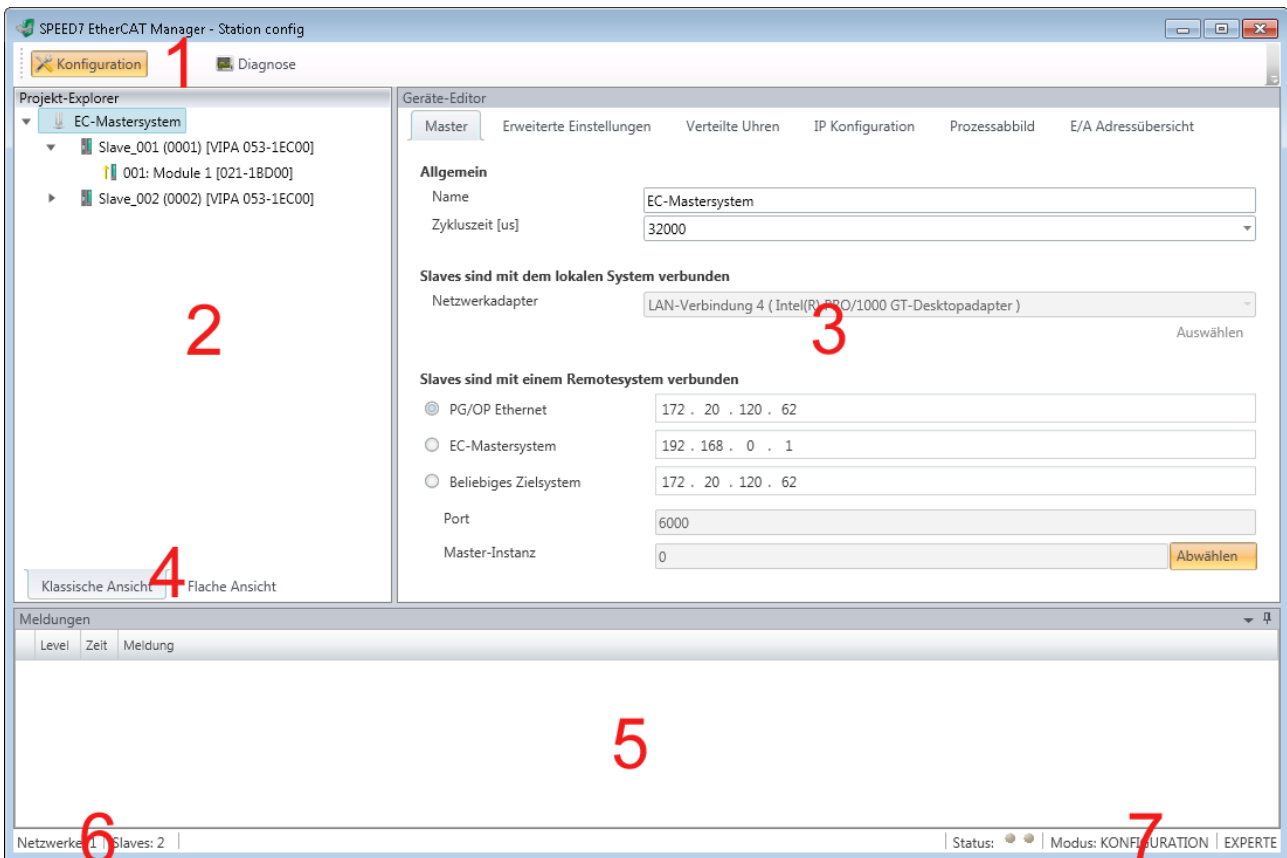 SPEED7 EtherCAT Manager - Station config
Konfiguration
1
Diagnose
Projekt-Explorer
EC-Mastersystem
Slave_001 (0001) [VIPA 053-1EC00]
001: Module 1 [021-1BD00]
Slave_002 (0002) [VIPA 053-1EC00]
2
Klassische Ansicht
4
Flache Ansicht
Geräte-Editor
Master
Erweiterte Einstellungen
Verteilte Uhren
IP Konfiguration
Prozessabbild
E/A Adressübersicht
Allgemein
Name
EC-Mastersystem
Zykluszeit [us]
32000
Slaves sind mit dem lokalen System verbunden
Netzwerkadapter
LAN-Verbindung 4 ( Intel(R) PRO/1000 GT-Desktopadapter )
3
Auswählen
Slaves sind mit einem Remotesystem verbunden
PG/OP Ethernet
172 . 20 . 120 . 62
EC-Mastersystem
192 . 168 . 0 . 1
Beliebiges Zielsystem
172 . 20 . 120 . 62
Port
6000
Master-Instanz
0
Abwählen
Meldungen
Level
Zeit
Meldung
5
Netzwerke: 1
6
Slaves: 2
Status:
Modus: KONFIGURATION
7
EXPERTE